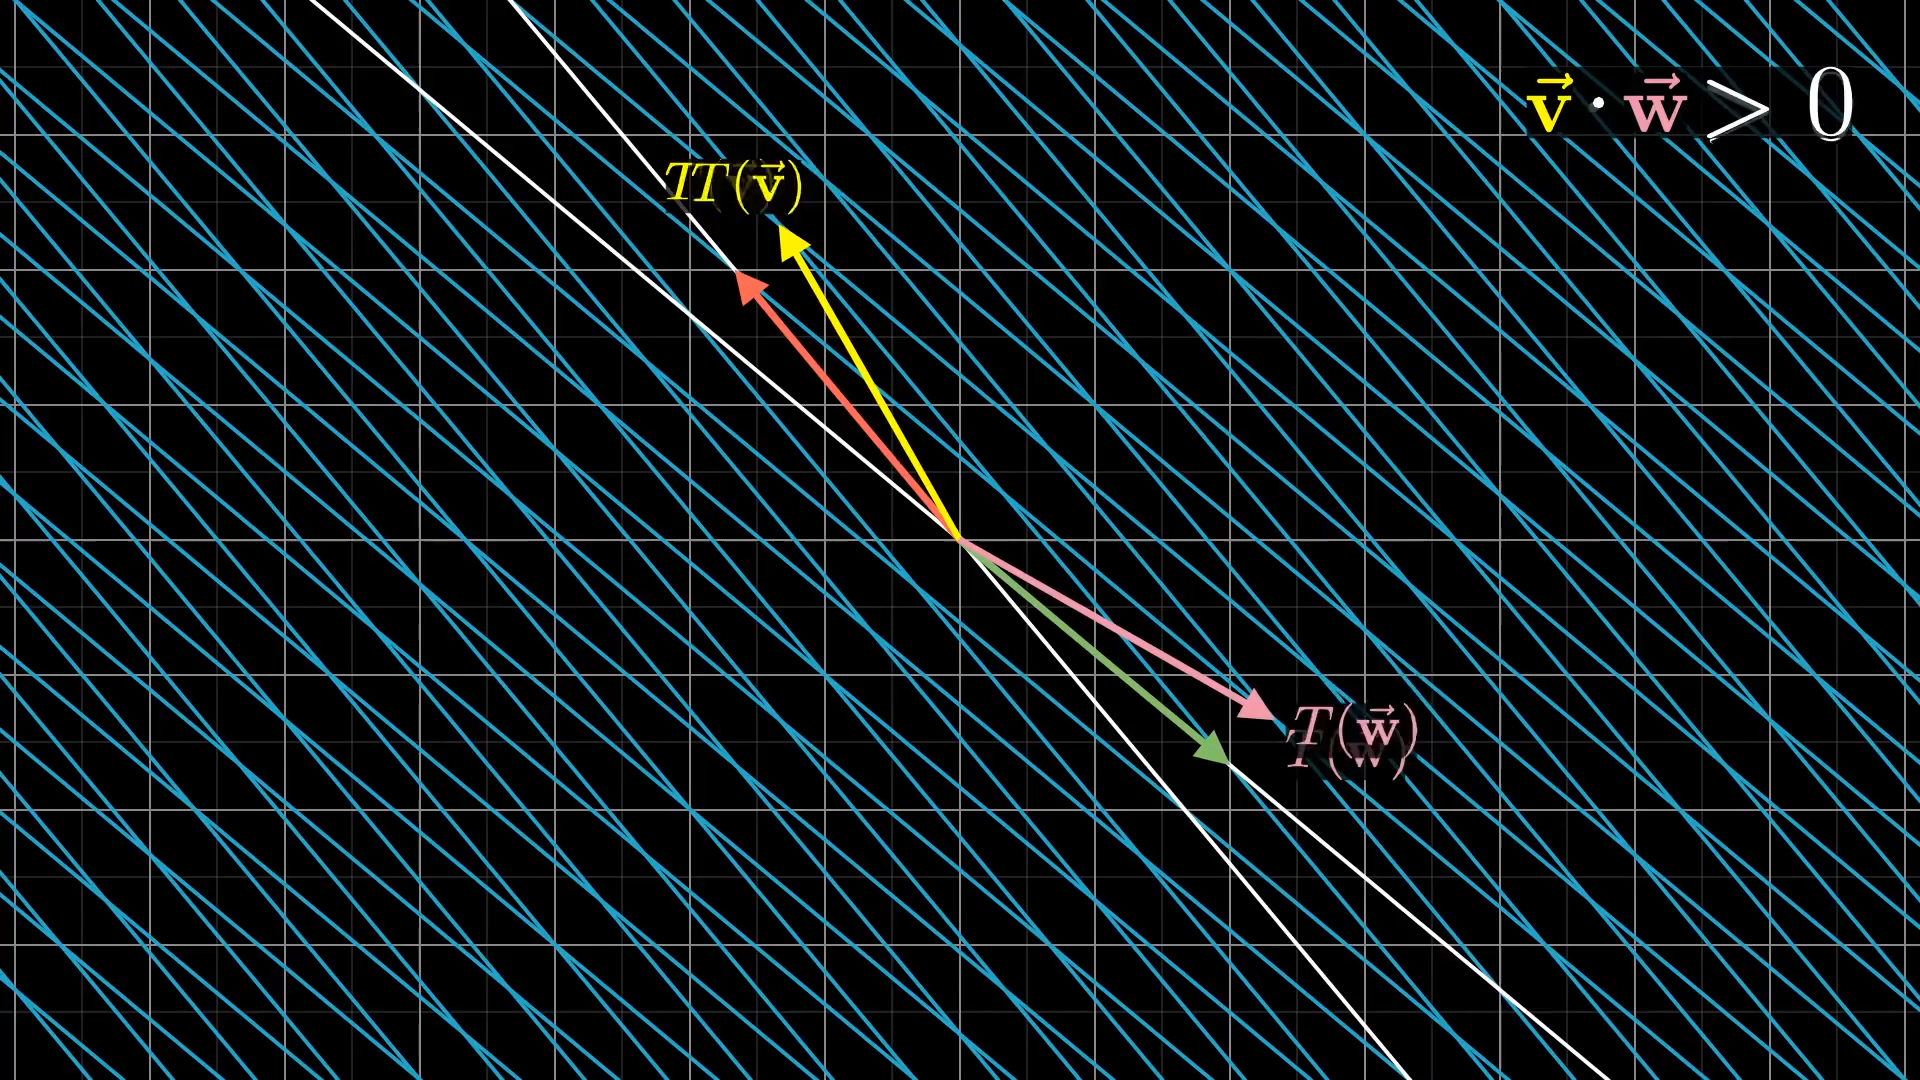 v⃗ · w⃗ > 0
TT(v⃗)
T(w⃗)
T(w⃗)